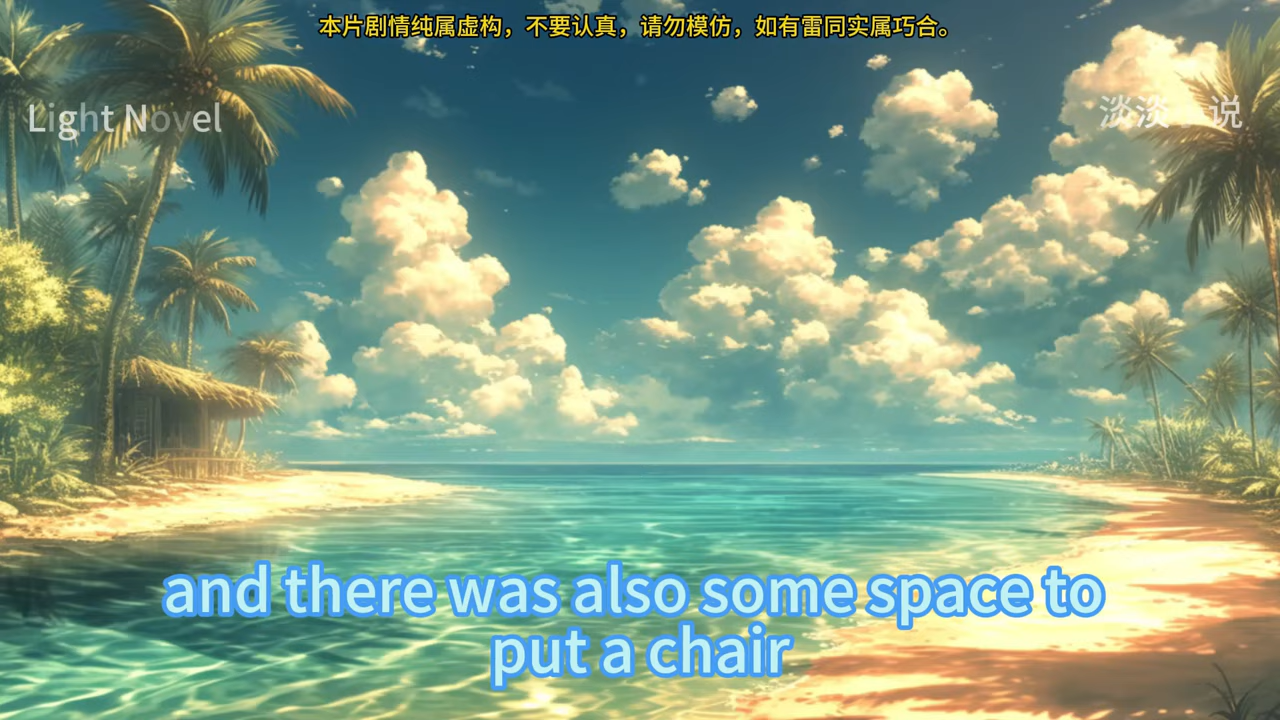 本片剧情纯属虚构，不要认真，请勿模仿，如有雷同实属巧合。
Light Novel
淡淡小说
and there was also some space to
put a chair